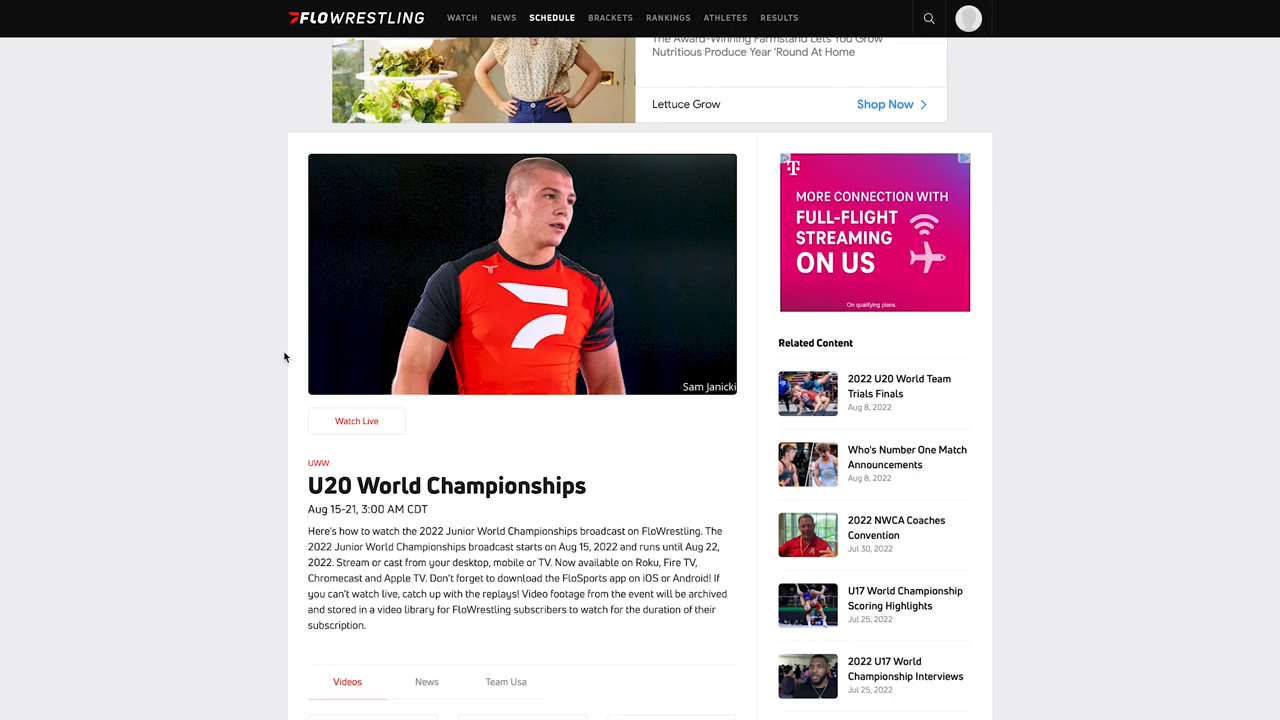 FLOWRESTLING
WATCH NEWS SCHEDULE BRACKETS RANKINGS ATHLETES RESULTS
The Award-Winning Farmstand Lets You Grow
Nutritious Produce Year 'Round At Home
Lettuce Grow
Shop Now
Sam Janicki
Watch Live
UWW
U20 World Championships
Aug 15-21, 3:00 AM CDT
Here's how to watch the 2022 Junior World Championships broadcast on FloWrestling. The
2022 Junior World Championships broadcast starts on Aug 15, 2022 and runs until Aug 22,
2022. Stream or cast from your desktop, mobile or TV. Now available on Roku, Fire TV,
Chromecast and Apple TV. Don't forget to download the FloSports app on iOS or Android! If
you can't watch live, catch up with the replays! Video footage from the event will be archived
and stored in a video library for FloWrestling subscribers to watch for the duration of their
subscription.
Videos News Team Usa
T
MORE CONNECTION WITH
FULL-FLIGHT
STREAMING
ON US
On qualifying plans.
Related Content
2022 U20 World Team
Trials Finals
Aug 8, 2022
Who's Number One Match
Announcements
Aug 8, 2022
2022 NWCA Coaches
Convention
Jul 30, 2022
U17 World Championship
Scoring Highlights
Jul 25, 2022
2022 U17 World
Championship Interviews
Jul 25, 2022